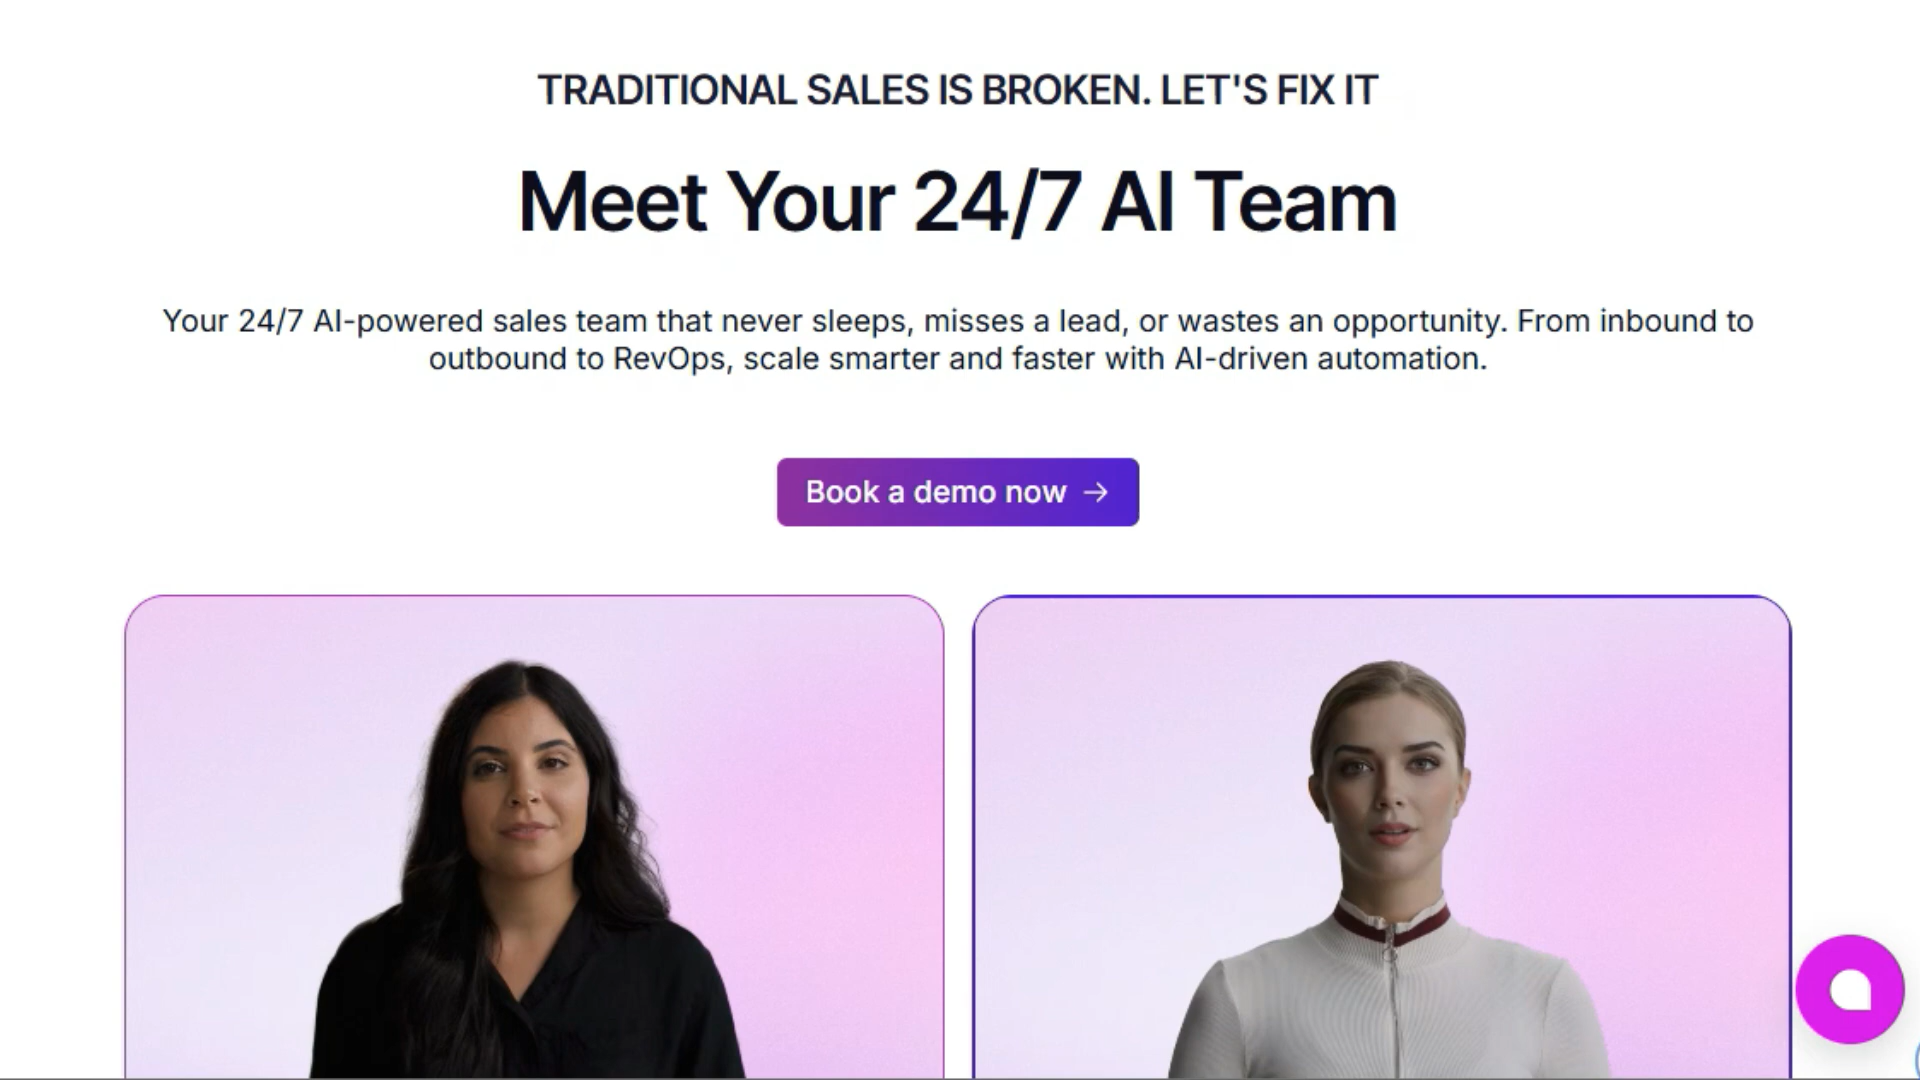 TRADITIONAL SALES IS BROKEN. LET'S FIX IT
Meet Your 24/7 AI Team
Your 24/7 AI-powered sales team that never sleeps, misses a lead, or wastes an opportunity. From inbound to
outbound to RevOps, scale smarter and faster with AI-driven automation.
Book a demo now →